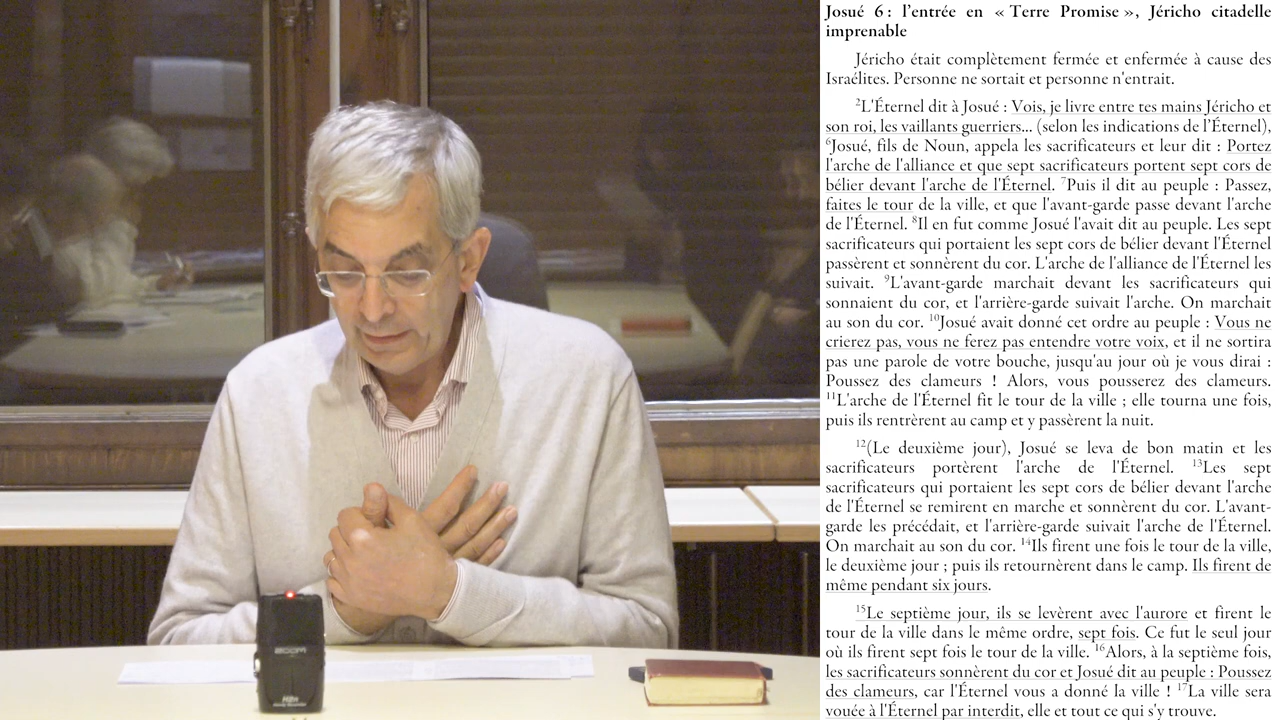 Josué 6 : l'entrée en « Terre Promise », Jéricho citadelle
imprenable
Jéricho était complètement fermée et enfermée à cause des
Israélites. Personne ne sortait et personne n'entrait.
2L'Éternel dit à Josué : Vois, je livre entre tes mains Jéricho et
son roi, les vaillants guerriers... (selon les indications de l'Éternel),
6Josué, fils de Noun, appela les sacrificateurs et leur dit : Portez
l'arche de l'alliance et que sept sacrificateurs portent sept cors de
bélier devant l'arche de l'Éternel. 7Puis il dit au peuple : Passez,
faites le tour de la ville, et que l'avant-garde passe devant l'arche
de l'Éternel. 8Il en fut comme Josué l'avait dit au peuple. Les sept
sacrificateurs qui portaient les sept cors de bélier devant l'Éternel
passèrent et sonnèrent du cor. L'arche de l'alliance de l'Éternel les
suivait. 9L'avant-garde marchait devant les sacrificateurs qui
sonnaient du cor, et l'arrière-garde suivait l'arche. On marchait
au son du cor. 10Josué avait donné cet ordre au peuple : Vous ne
crierez pas, vous ne ferez pas entendre votre voix, et il ne sortira
pas une parole de votre bouche, jusqu'au jour où je vous dirai :
Poussez des clameurs ! Alors, vous pousserez des clameurs.
11L'arche de l'Éternel fit le tour de la ville ; elle tourna une fois,
puis ils rentrèrent au camp et y passèrent la nuit.
12(Le deuxième jour), Josué se leva de bon matin et les
sacrificateurs portèrent l'arche de l'Éternel. 13Les sept
sacrificateurs qui portaient les sept cors de bélier devant l'arche
de l'Éternel se remirent en marche et sonnèrent du cor. L'avant-
garde les précédait, et l'arrière-garde suivait l'arche de l'Éternel.
On marchait au son du cor. 14Ils firent une fois le tour de la ville,
le deuxième jour ; puis ils retournèrent dans le camp. Ils firent de
même pendant six jours.
15Le septième jour, ils se levèrent avec l'aurore et firent le
tour de la ville dans le même ordre, sept fois. Ce fut le seul jour
où ils firent sept fois le tour de la ville. 16Alors, à la septième fois,
les sacrificateurs sonnèrent du cor et Josué dit au peuple : Poussez
des clameurs, car l'Éternel vous a donné la ville ! 17La ville sera
vouée à l'Éternel par interdit, elle et tout ce qui s'y trouve.
ZOOM
H2n